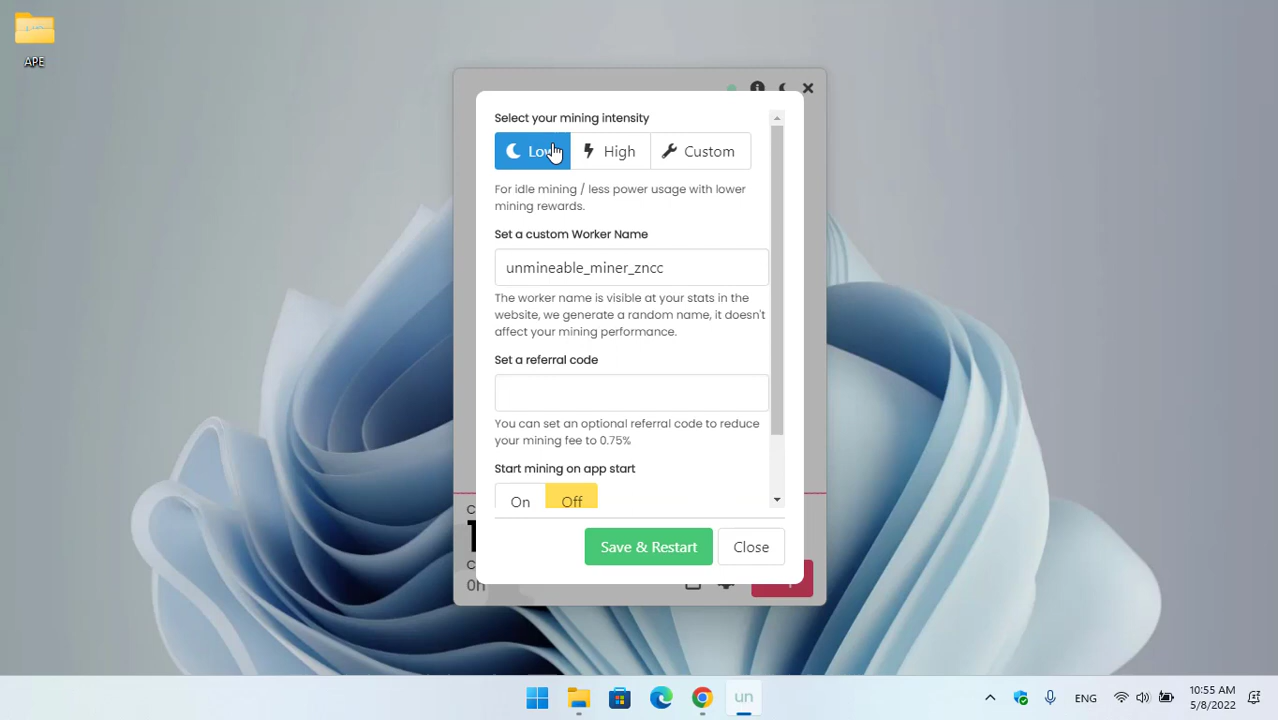 APE
Select your mining intensity
Low High Custom
For idle mining / less power usage with lower
mining rewards.
Set a custom Worker Name
unmineable_miner_zncc
The worker name is visible at your stats in the
website, we generate a random name, it doesn't
affect your mining performance.
Set a referral code
You can set an optional referral code to reduce
your mining fee to 0.75%
Start mining on app start
On Off
Save & Restart Close
un
ENG
10:55 AM
5/8/2022